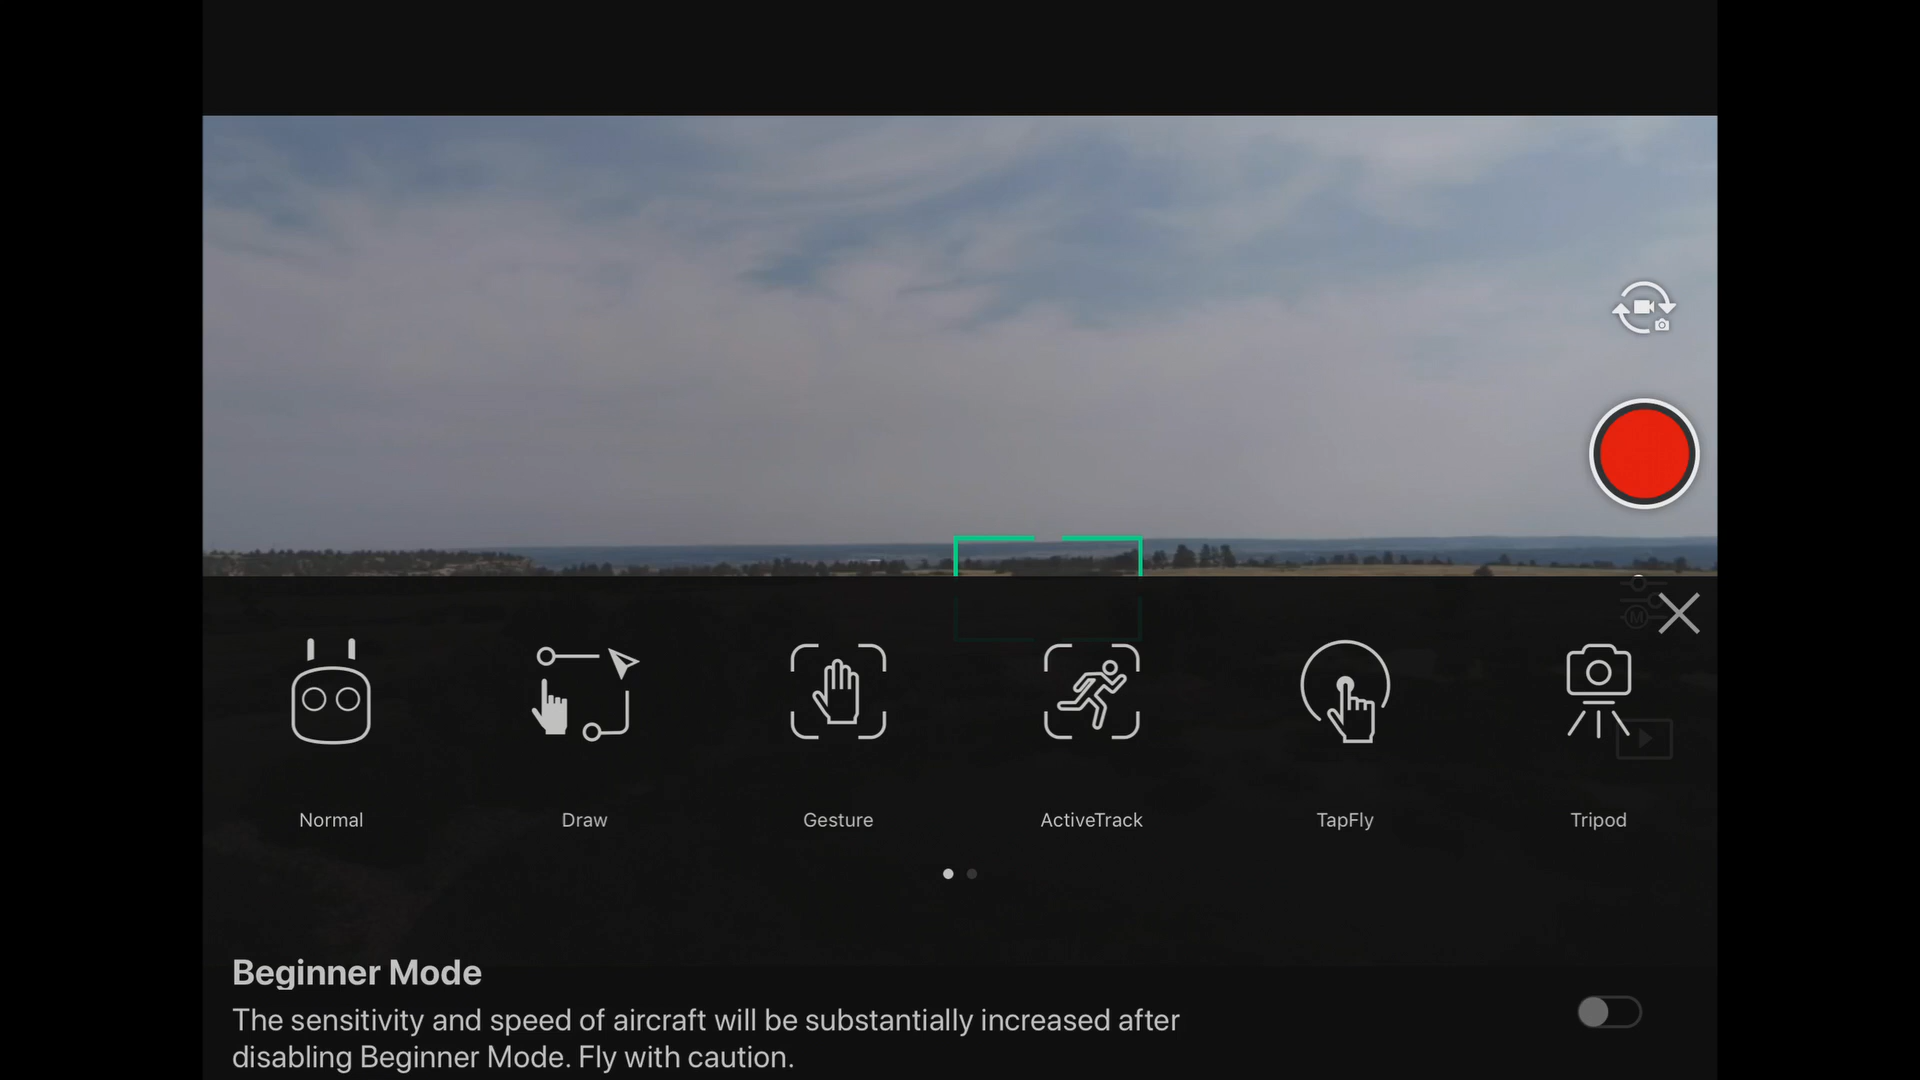 Normal
Draw
Gesture
ActiveTrack
TapFly
Tripod
Beginner Mode
The sensitivity and speed of aircraft will be substantially increased after
disabling Beginner Mode. Fly with caution.
M